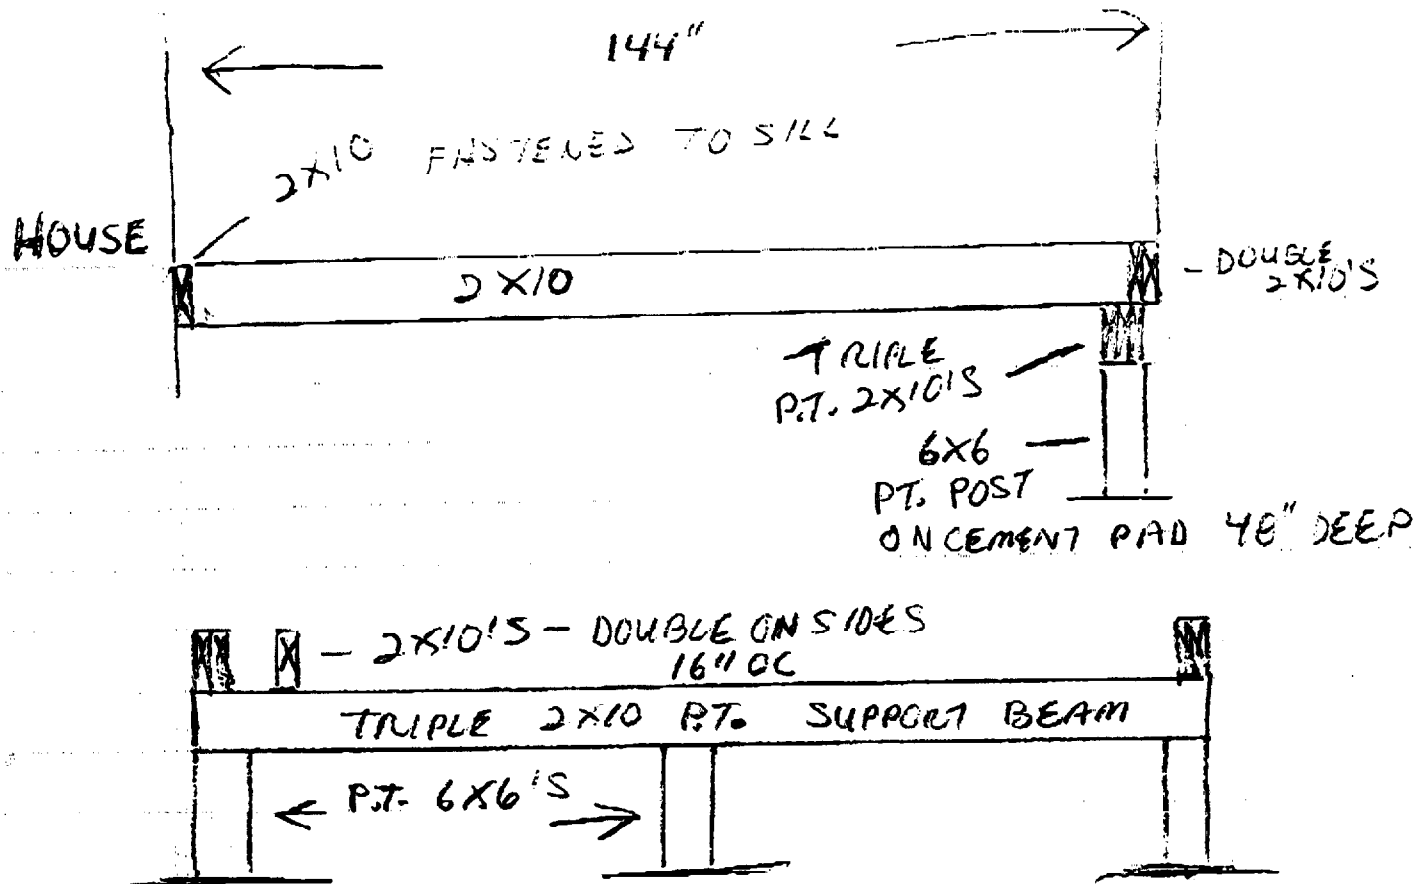 144"
2X10 FASTENED TO SILL
HOUSE
2X10
- DOUBLE
2X10'S
TRIPLE
P.T. 2X10'S
6X6
PT. POST
ON CEMENT PAD 48" DEEP
- 2X10'S - DOUBLE ON SIDES
16" OC
TRIPLE 2X10 P.T. SUPPORT BEAM
P.T. 6X6'S